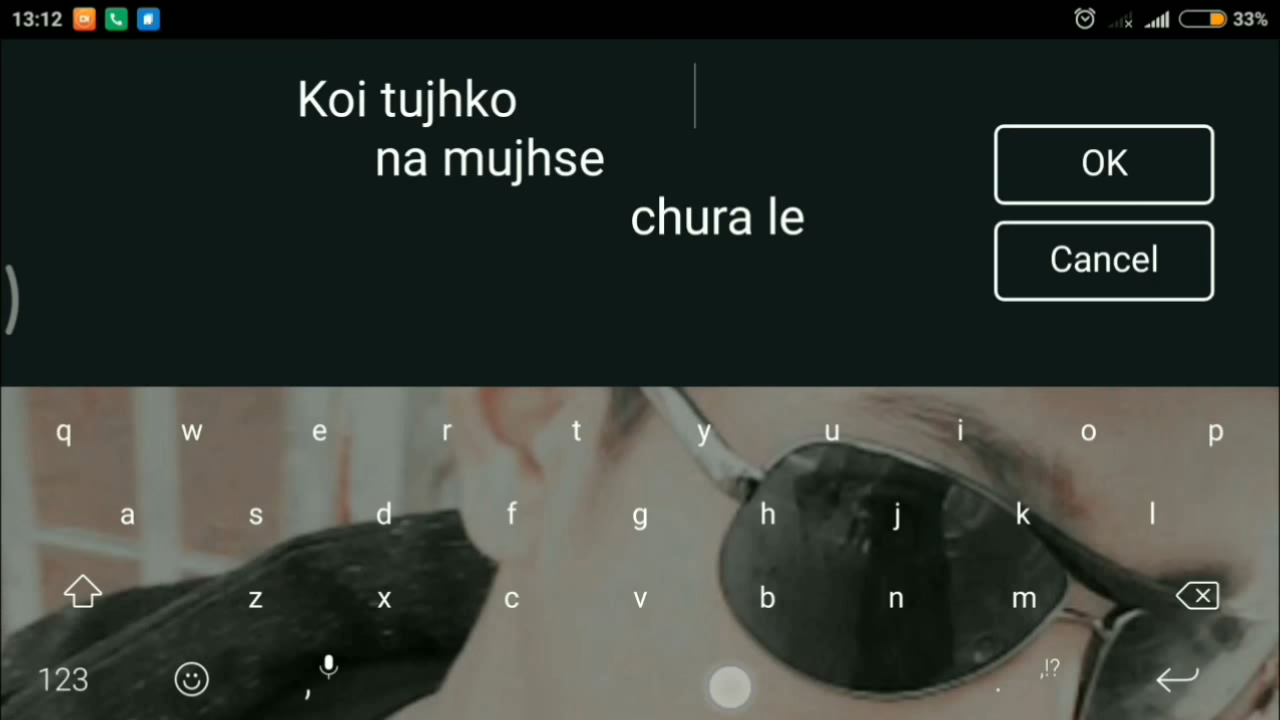 13:12
33%
Koi tujhko
na mujhse
chura le
OK
Cancel
q w e r t y u i o p
a s d f g h j k l
z x c v b n m
123 , . ,!?